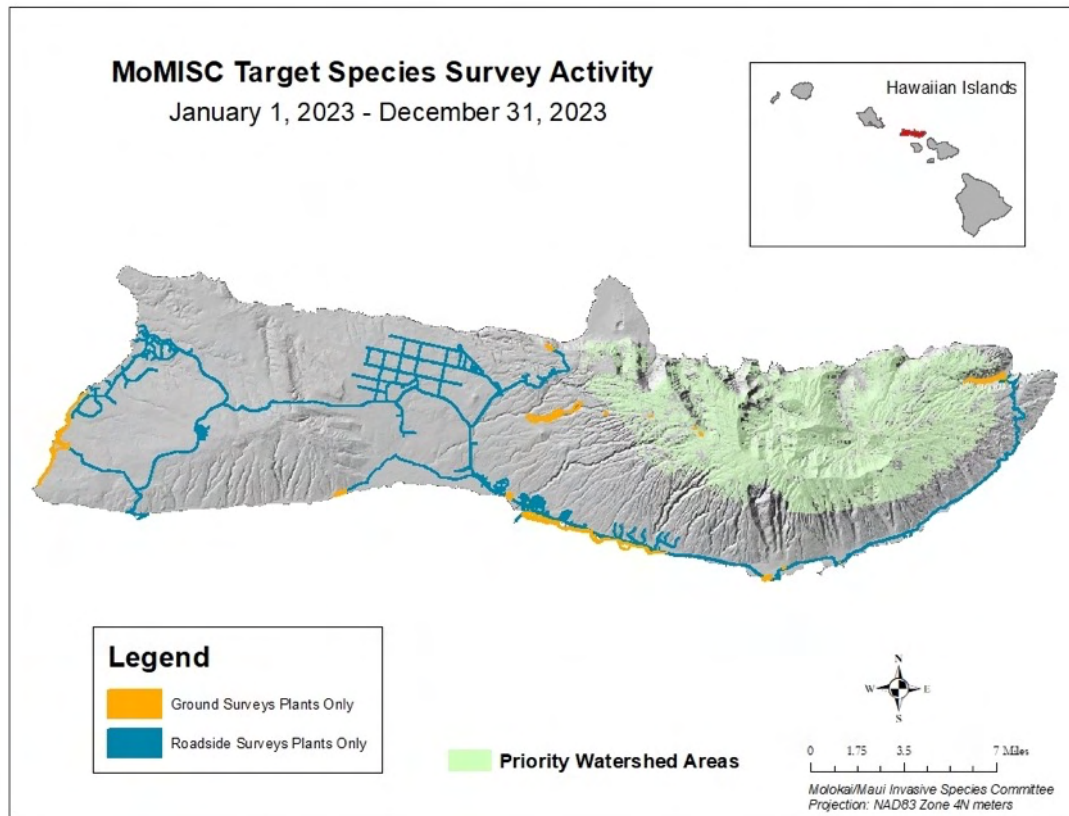 MoMISC Target Species Survey Activity
January 1, 2023 - December 31, 2023
Hawaiian Islands
Legend
Ground Surveys Plants Only
Roadside Surveys Plants Only
Priority Watershed Areas
N
W E
S
0 1.75 3.5 7 Miles
Molokai/Maui Invasive Species Committee
Projection: NAD83 Zone 4N meters